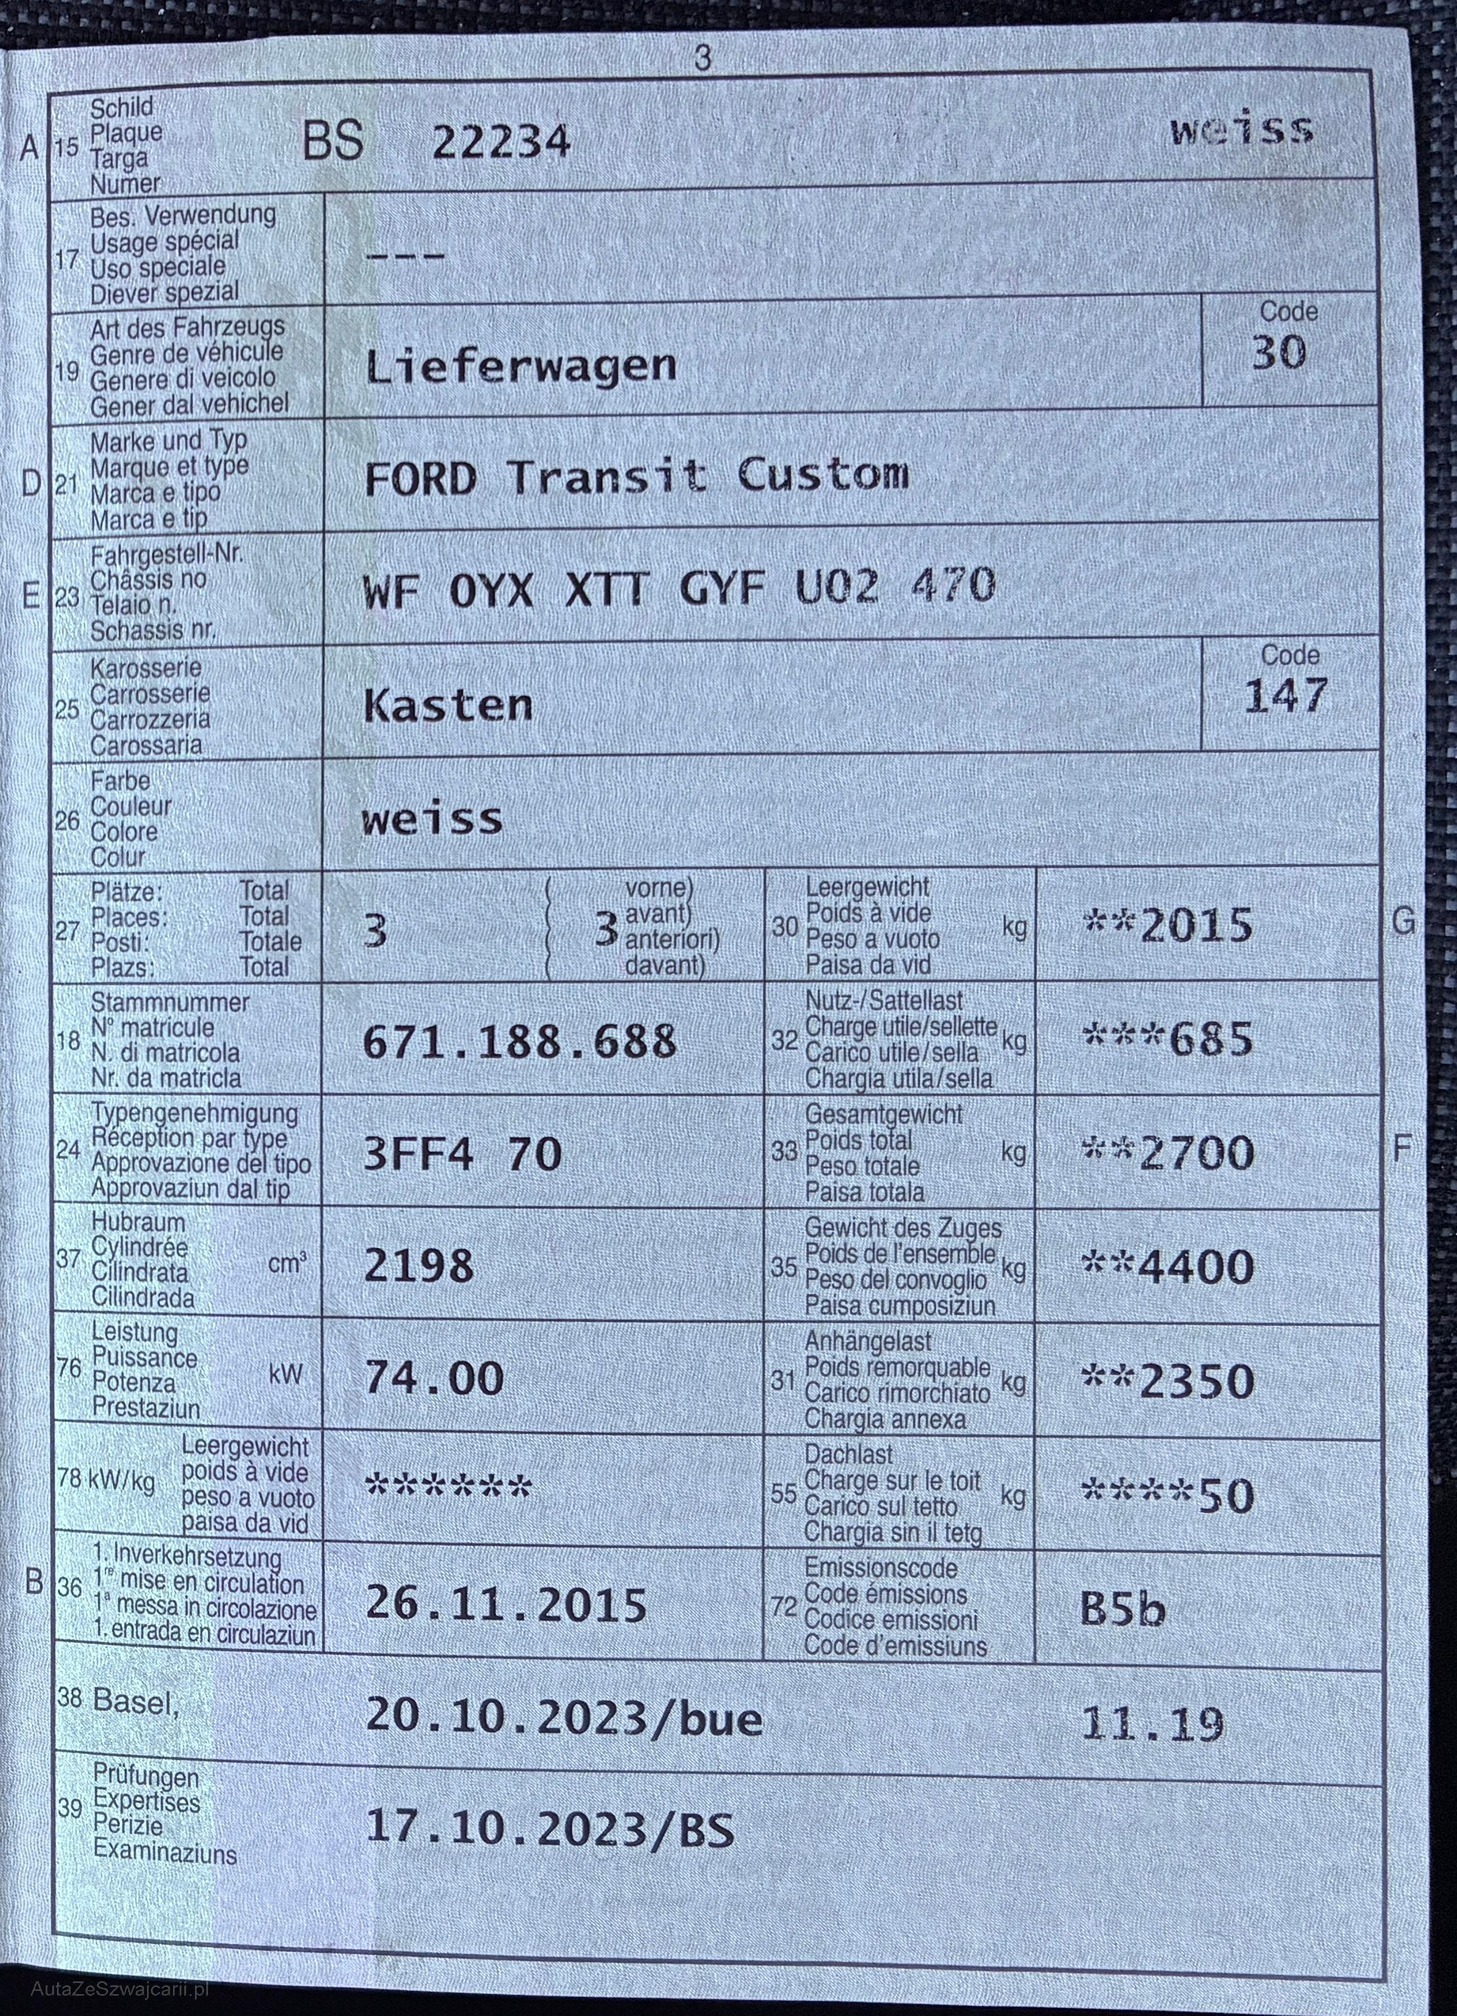 3
A 15 Schild
Plaque
Targa
Numer
BS 22234 weiss
17 Bes. Verwendung
Usage spécial
Uso speciale
Diever spezial
---
19 Art des Fahrzeugs
Genre de véhicule
Genere di veicolo
Gener dal vehichel
Lieferwagen
Code
30
D 21 Marke und Typ
Marque et type
Marca e tipo
Marca e tip
FORD Transit Custom
E 23 Fahrgestell-Nr.
Châssis no
Telaio n.
Schassis nr.
WF 0YX XTT GYF U02 470
25 Karosserie
Carrosserie
Carrozzeria
Carossaria
Kasten
Code
147
26 Farbe
Couleur
Colore
Colur
weiss
27 Plätze: Total
Places: Total
Posti: Totale
Plazs: Total
3 ( 3 vorne)
( avant)
( anteriori)
( davant)
30 Leergewicht
Poids à vide
Peso a vuoto
Paisa da vid
kg **2015 G
18 Stammnummer
N° matricule
N. di matricola
Nr. da matricla
671.188.688
32 Nutz-/Sattellast
Charge utile/sellette
Carico utile/sella
Chargia utila/sella
kg ***685
24 Typengenehmigung
Réception par type
Approvazione del tipo
Approvaziun dal tip
3FF4 70
33 Gesamtgewicht
Poids total
Peso totale
Paisa totala
kg **2700 F
37 Hubraum
Cylindrée
Cilindrata
Cilindrada
cm³ 2198
35 Gewicht des Zuges
Poids de l'ensemble
Peso del convoglio
Paisa cumposiziun
kg **4400
76 Leistung
Puissance
Potenza
Prestaziun
kW 74.00
31 Anhängelast
Poids remorquable
Carico rimorchiato
Chargia annexa
kg **2350
78 kW/kg Leergewicht
poids à vide
peso a vuoto
paisa da vid
******
55 Dachlast
Charge sur le toit
Carico sul tetto
Chargia sin il tetg
kg ****50
B 36 1. Inverkehrsetzung
1re mise en circulation
1a messa in circolazione
1. entrada en circulaziun
26.11.2015
72 Emissionscode
Code émissions
Codice emissioni
Code d'emissiuns
B5b
38 Basel, 20.10.2023/bue 11.19
39 Prüfungen
Expertises
Perizie
Examinaziuns
17.10.2023/BS
AutaZeSzwajcarii.pl